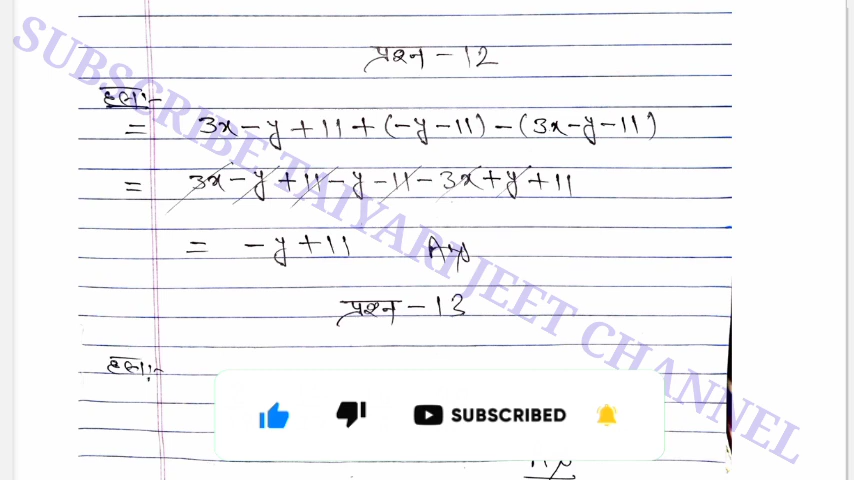 प्रश्न - 12
हलः-
= 3x - y + 11 + (-y - 11) - (3x - y - 11)
= 3x - y + 11 - y - 11 - 3x + y + 11
= - y + 11 Ans
प्रश्न - 13
हलः-
SUBSCRIBED
SUBSCRIBE TAIYARI JEET CHANNEL